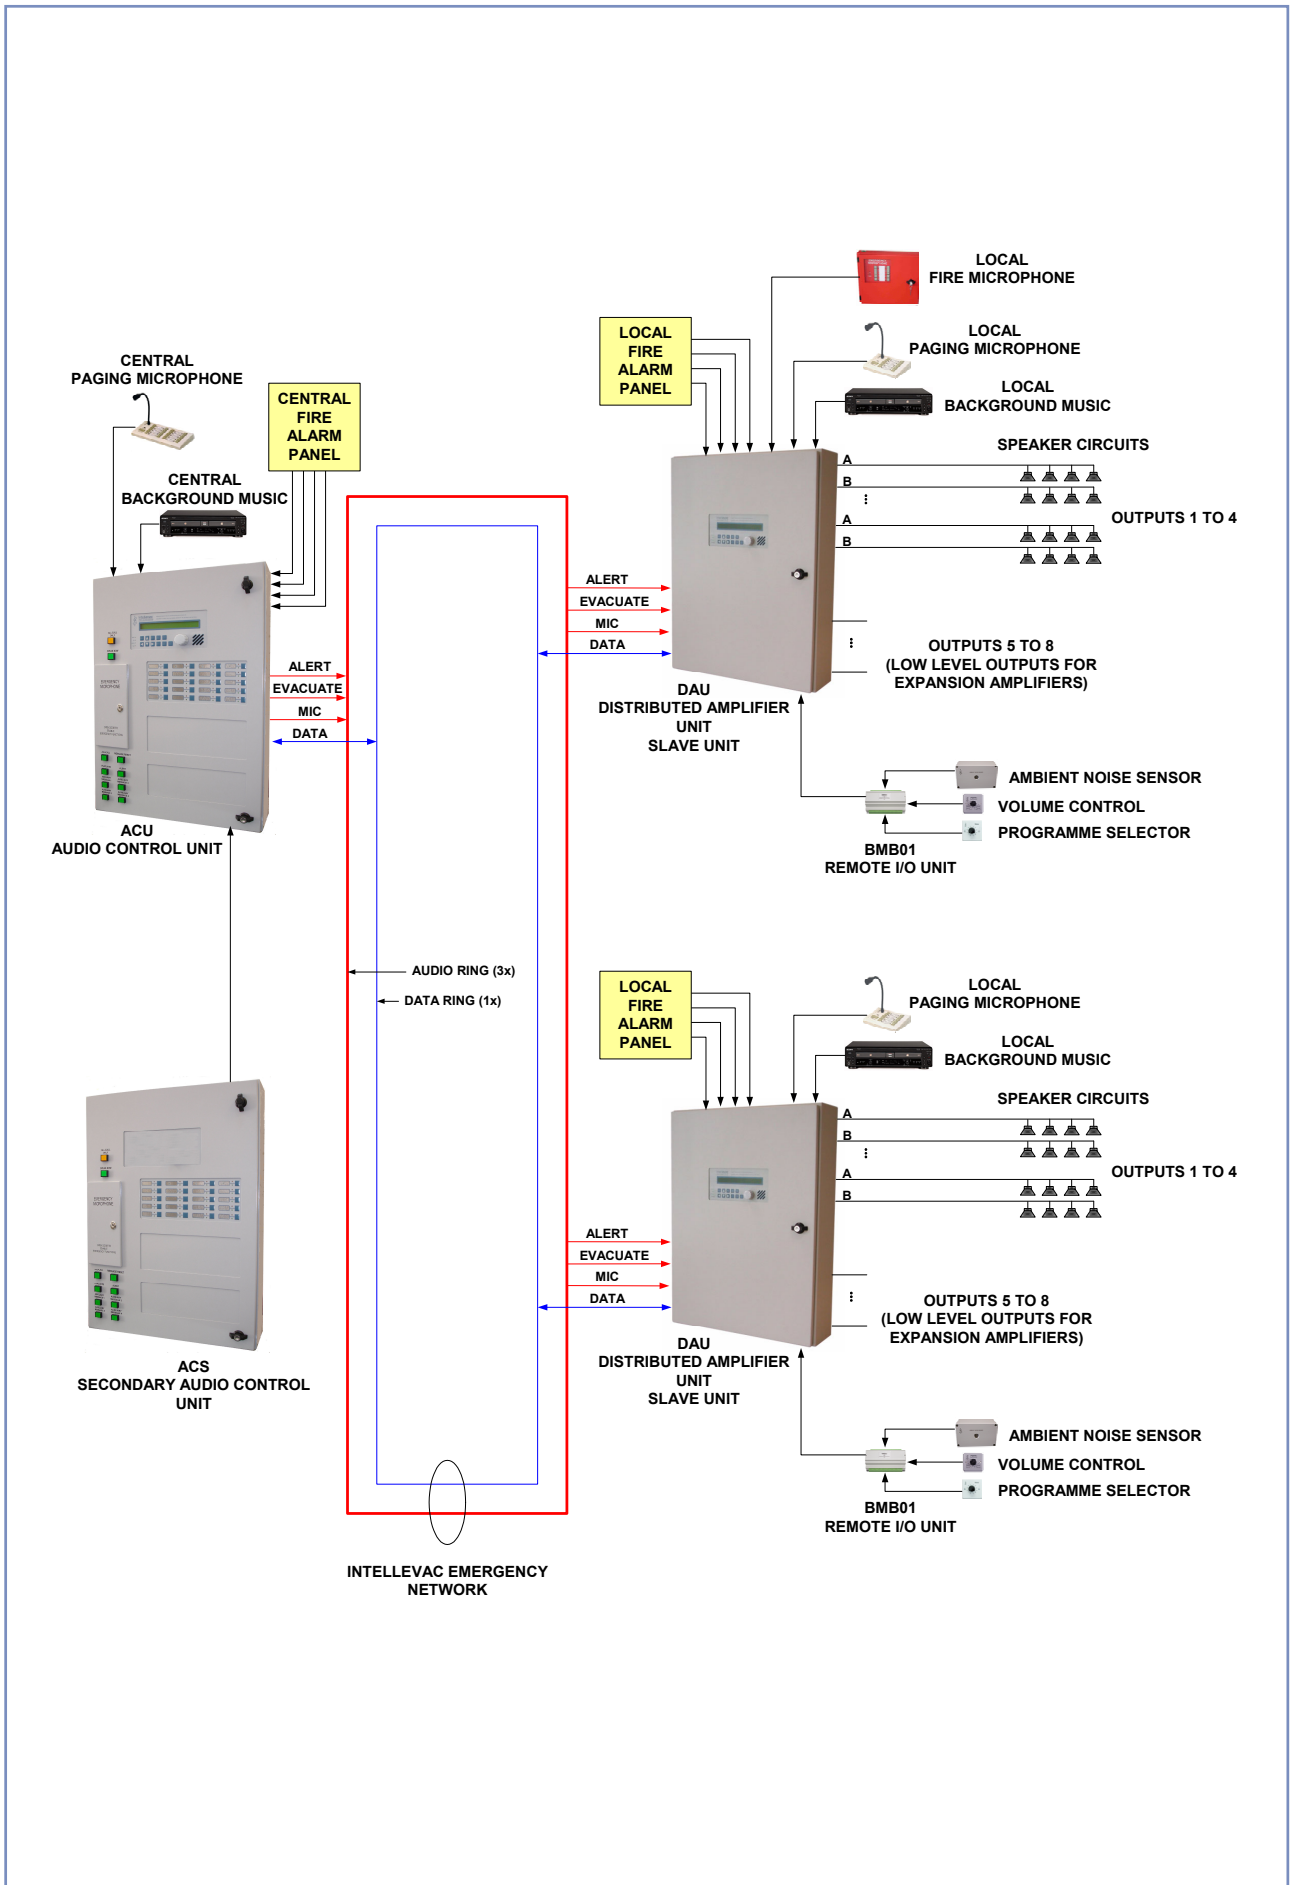 LOCAL
FIRE MICROPHONE
LOCAL
FIRE
ALARM
PANEL
LOCAL
PAGING MICROPHONE
CENTRAL
PAGING MICROPHONE
CENTRAL
FIRE
ALARM
PANEL
LOCAL
BACKGROUND MUSIC
SPEAKER CIRCUITS
A
B
CENTRAL
BACKGROUND MUSIC
OUTPUTS 1 TO 4
A
B
ALERT
EVACUATE
MIC
DATA
OUTPUTS 5 TO 8
(LOW LEVEL OUTPUTS FOR
EXPANSION AMPLIFIERS)
ALERT
EVACUATE
MIC
DATA
DAU
DISTRIBUTED AMPLIFIER
UNIT
SLAVE UNIT
AMBIENT NOISE SENSOR
VOLUME CONTROL
PROGRAMME SELECTOR
BMB01
REMOTE I/O UNIT
ACU
AUDIO CONTROL UNIT
AUDIO RING (3x)
DATA RING (1x)
LOCAL
FIRE
ALARM
PANEL
LOCAL
PAGING MICROPHONE
LOCAL
BACKGROUND MUSIC
SPEAKER CIRCUITS
A
B
OUTPUTS 1 TO 4
A
B
ALERT
EVACUATE
MIC
DATA
OUTPUTS 5 TO 8
(LOW LEVEL OUTPUTS FOR
EXPANSION AMPLIFIERS)
DAU
DISTRIBUTED AMPLIFIER
UNIT
SLAVE UNIT
ACS
SECONDARY AUDIO CONTROL
UNIT
AMBIENT NOISE SENSOR
VOLUME CONTROL
PROGRAMME SELECTOR
BMB01
REMOTE I/O UNIT
INTELLEVAC EMERGENCY
NETWORK